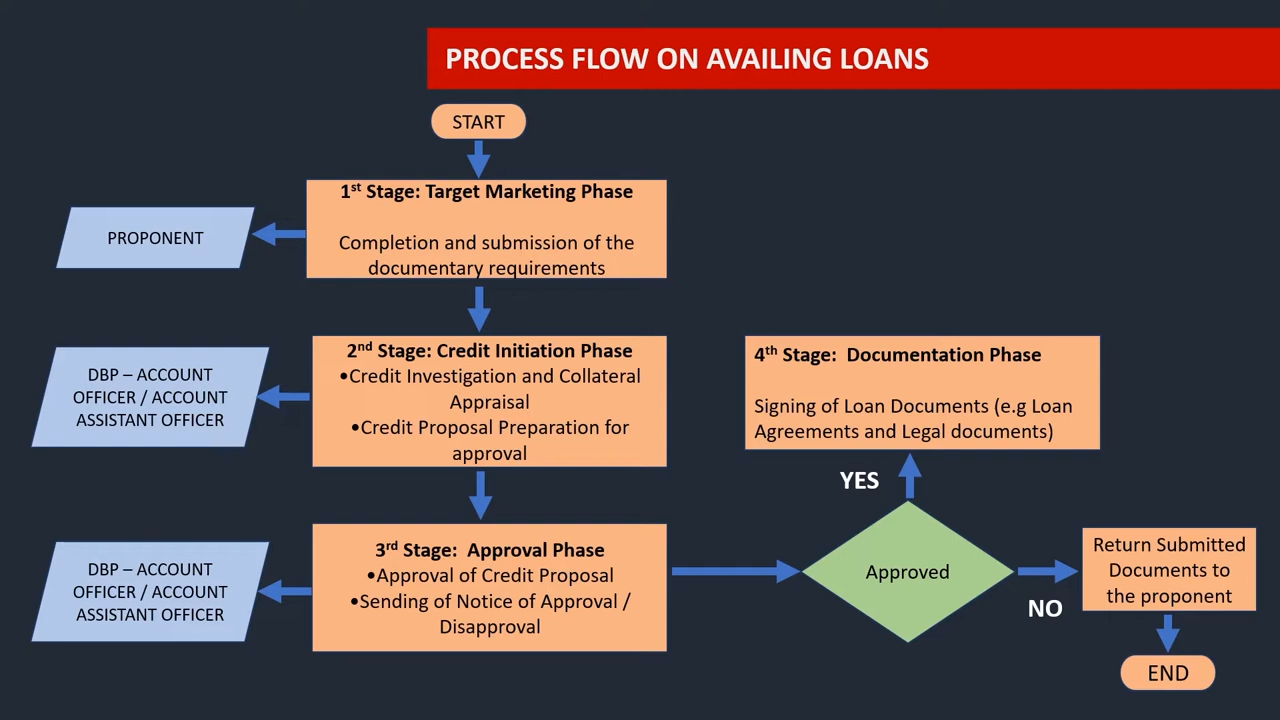 PROCESS FLOW ON AVAILING LOANS
START
1st Stage: Target Marketing Phase
Completion and submission of the
documentary requirements
PROPONENT
2nd Stage: Credit Initiation Phase
•Credit Investigation and Collateral
Appraisal
•Credit Proposal Preparation for
approval
DBP – ACCOUNT
OFFICER / ACCOUNT
ASSISTANT OFFICER
3rd Stage:  Approval Phase
•Approval of Credit Proposal
•Sending of Notice of Approval /
Disapproval
DBP – ACCOUNT
OFFICER / ACCOUNT
ASSISTANT OFFICER
Approved
YES
4th Stage:  Documentation Phase
Signing of Loan Documents (e.g Loan
Agreements and Legal documents)
NO
Return Submitted
Documents to
the proponent
END